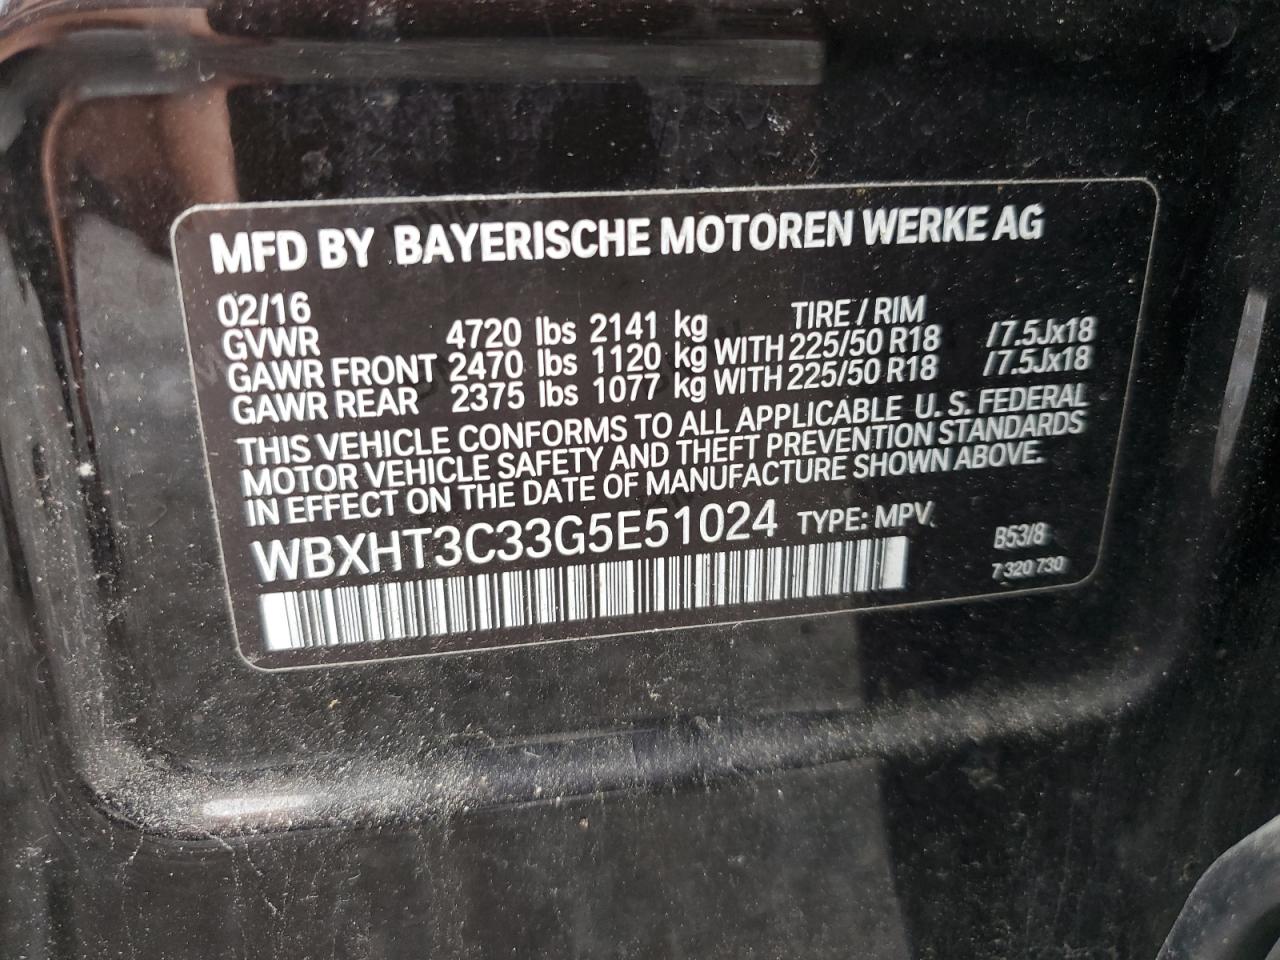 MFD BY BAYERISCHE MOTOREN WERKE AG
02/16 TIRE / RIM
GVWR 4720 lbs 2141 kg
GAWR FRONT 2470 lbs 1120 kg WITH 225/50 R18 /7.5Jx18
GAWR REAR 2375 lbs 1077 kg WITH 225/50 R18 /7.5Jx18
THIS VEHICLE CONFORMS TO ALL APPLICABLE U. S. FEDERAL
MOTOR VEHICLE SAFETY AND THEFT PREVENTION STANDARDS
IN EFFECT ON THE DATE OF MANUFACTURE SHOWN ABOVE.
WBXHT3C33G5E51024 TYPE: MPV
B53/8
7 320 730